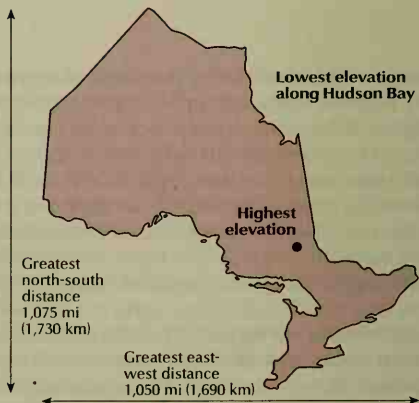 Lowest elevation
along Hudson Bay
Highest
elevation
Greatest
north-south
distance
1,075 mi
(1,730 km)
Greatest east-
west distance
1,050 mi (1,690 km)